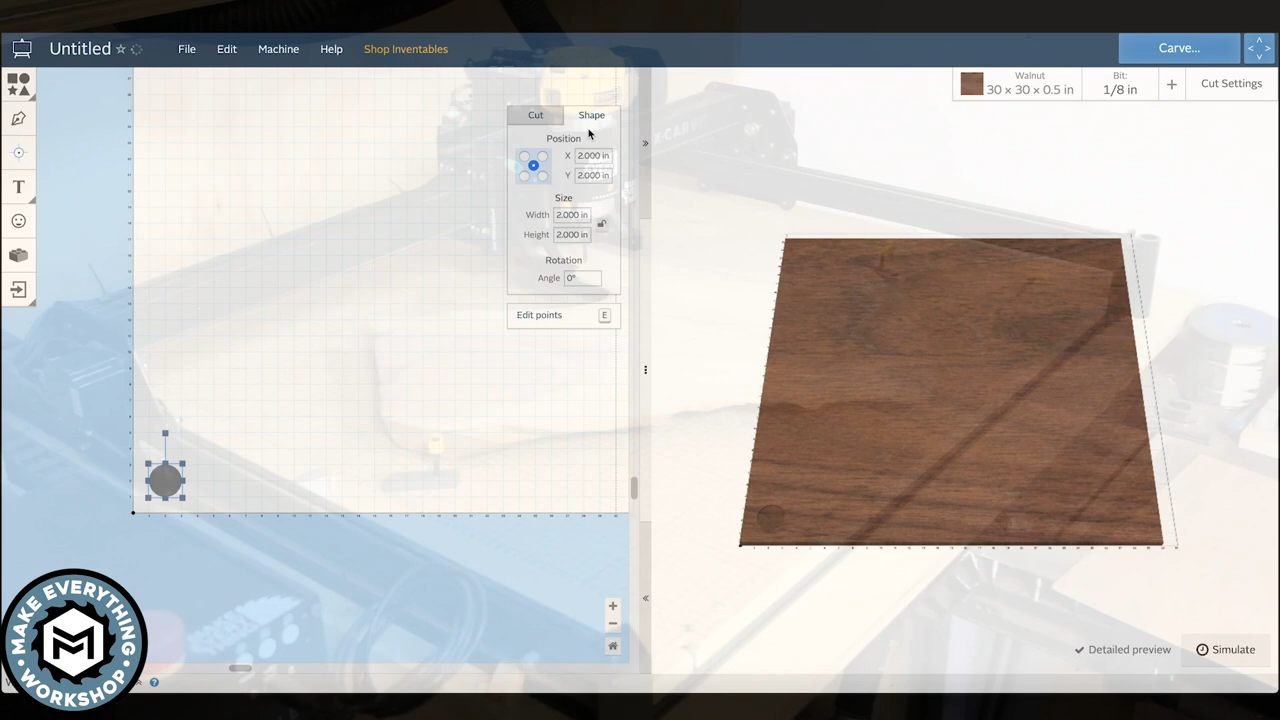 Untitled
File
Edit
Machine
Help
Shop Inventables
Carve...
Walnut
30 × 30 × 0.5 in
Bit:
1/8 in
+
Cut Settings
Cut
Shape
Position
X 2.000 in
Y 2.000 in
Size
Width 2.000 in
Height 2.000 in
Rotation
Angle 0°
Edit points E
T
X-CARV
Detailed preview
Simulate
MAKE EVERYTHING
M
WORKSHOP